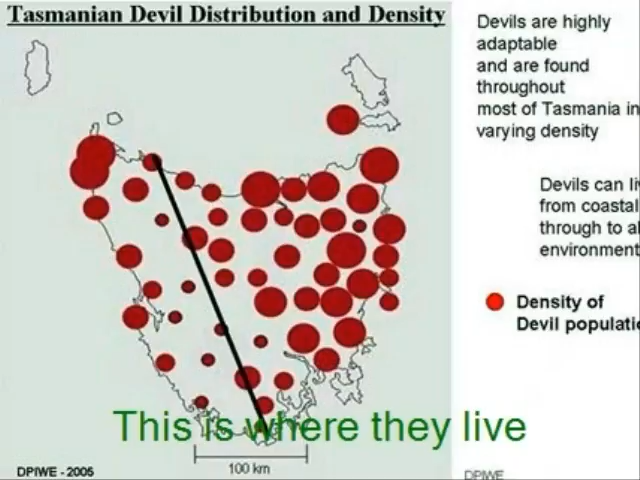 Tasmanian Devil Distribution and Density
Devils are highly
adaptable
and are found
throughout
most of Tasmania in
varying density
Devils can li
from coastal
through to al
environment
Density of
Devil populatio
This is where they live
100 km
DPIWE - 2005
DPIWE